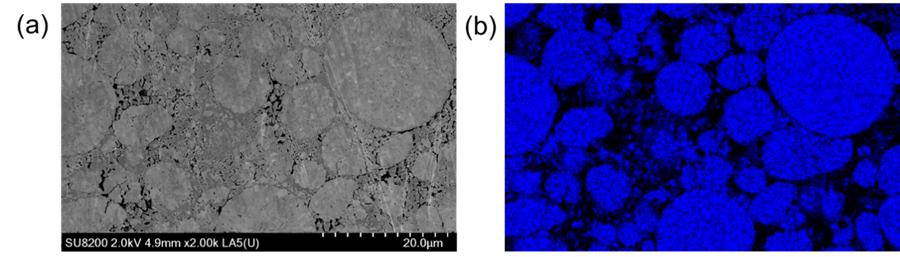 (a)
(b)
SU8200 2.0kV 4.9mm x2.00k LA5(U)
20.0μm